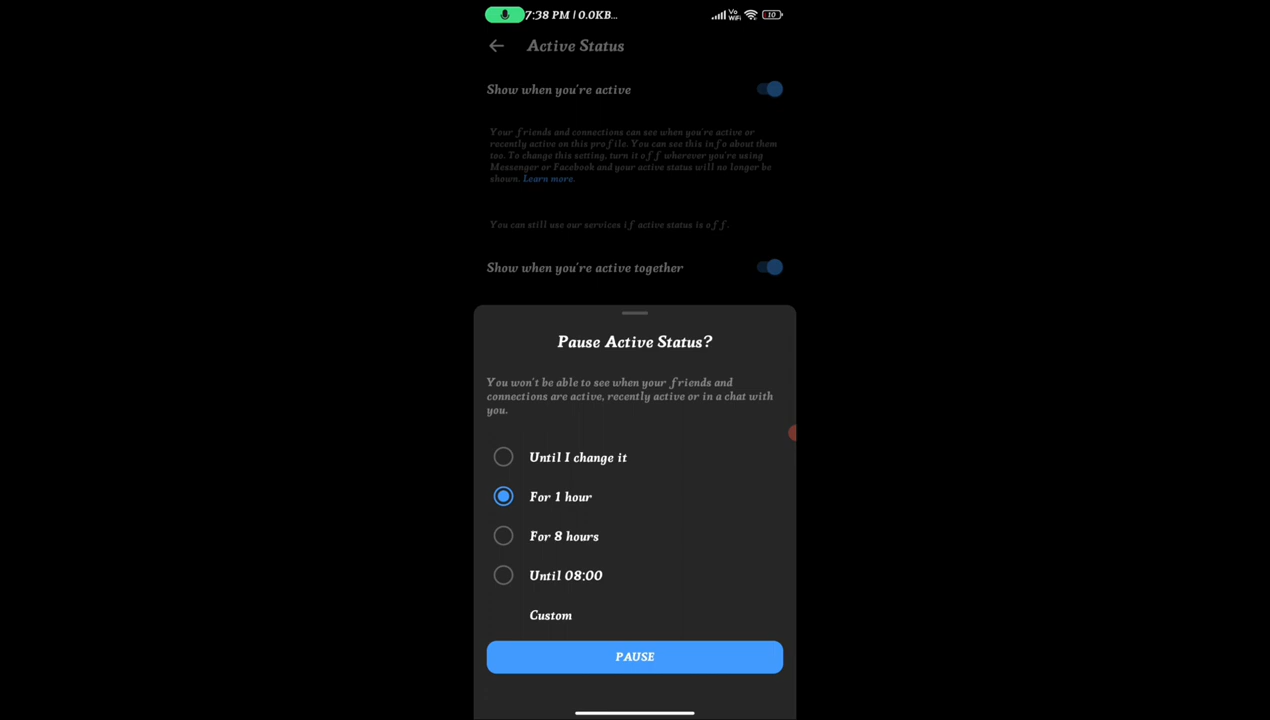 7:38 PM | 0.0KB...
Vo
WiFi
10
Active Status
Show when you're active
Your friends and connections can see when you're active or
recently active on this profile. You can see this info about them
too. To change this setting, turn it off wherever you're using
Messenger or Facebook and your active status will no longer be
shown. Learn more.
You can still use our services if active status is off.
Show when you're active together
Pause Active Status?
You won't be able to see when your friends and
connections are active, recently active or in a chat with
you.
Until I change it
For 1 hour
For 8 hours
Until 08:00
Custom
PAUSE